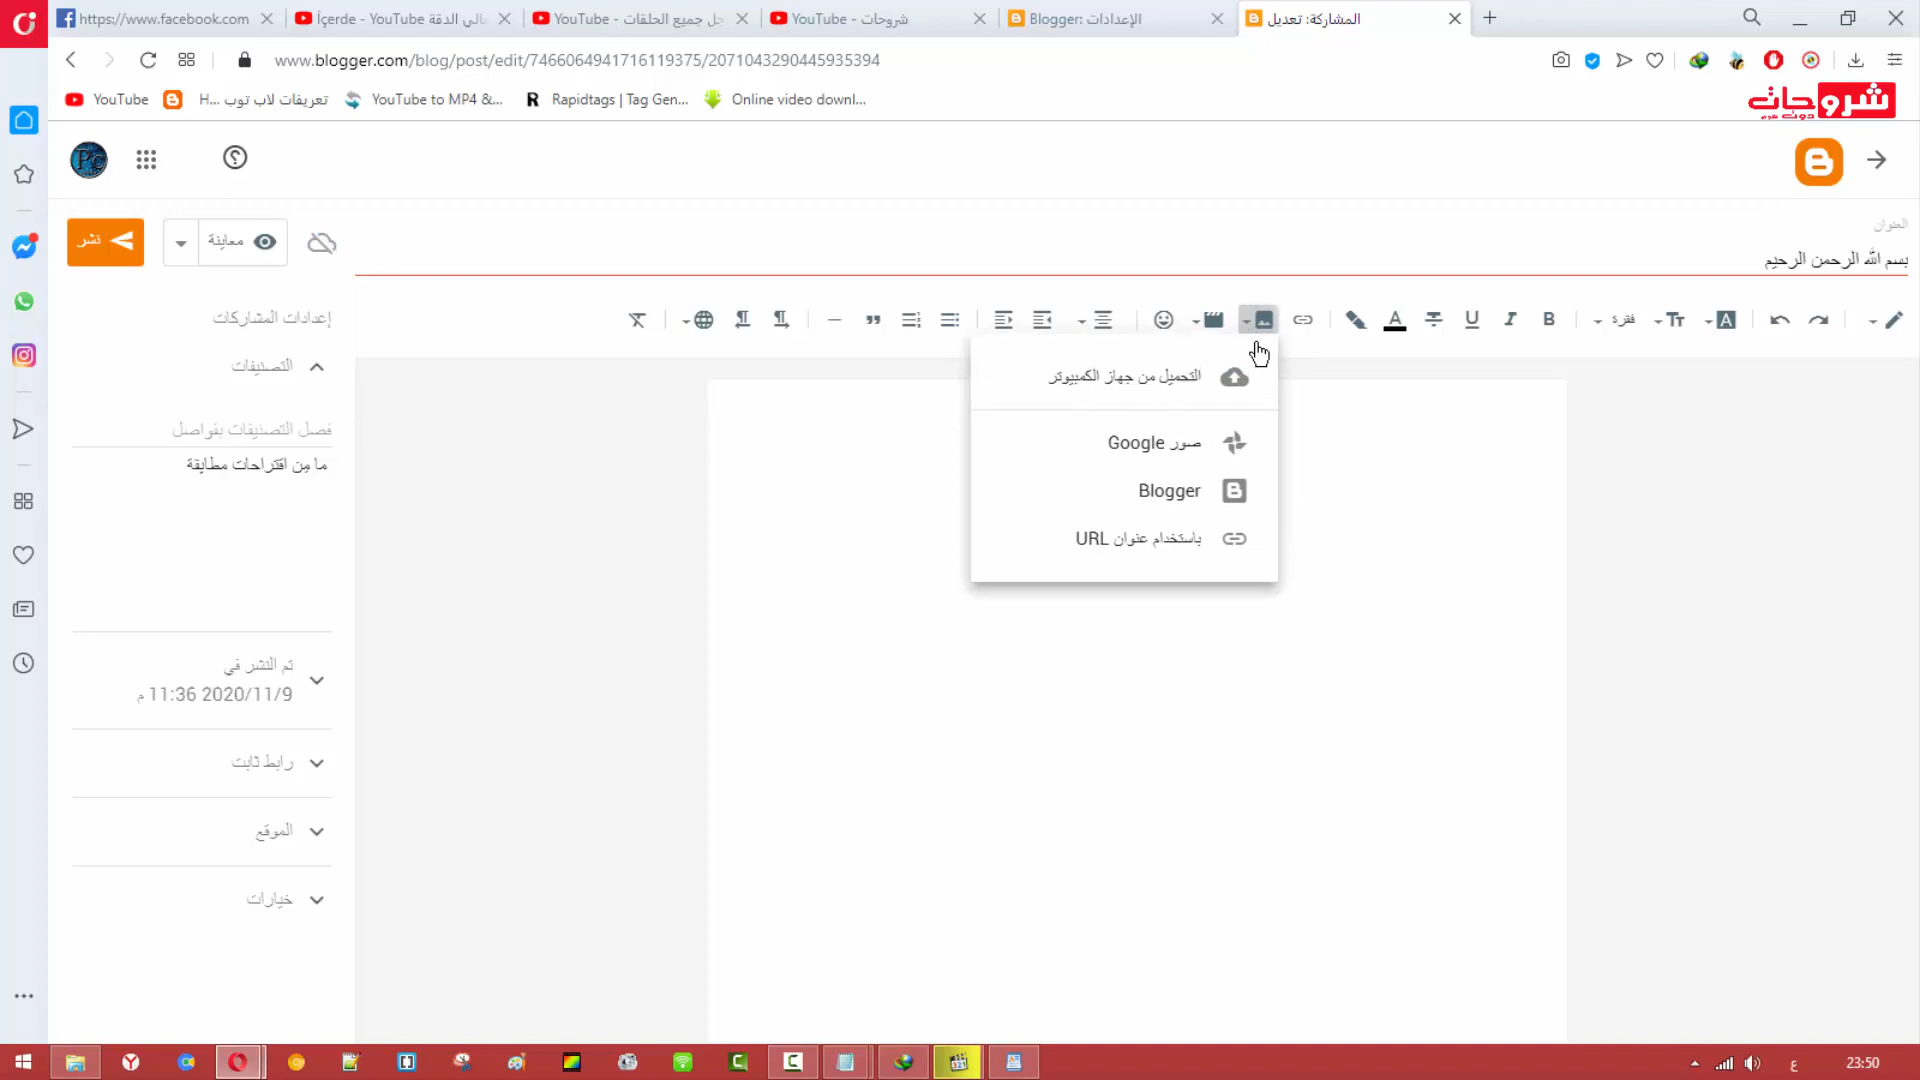 https://www.facebook.com
İçerde - YouTube
YouTube - حل جميع الحلقات
YouTube - شروحات
Blogger: الإعدادات
المشاركة: تعديل
www.blogger.com/blog/post/edit/7466064941716119375/2071043290445935394
YouTube
تعريفات لاب توب ...H
YouTube to MP4 &...
Rapidtags | Tag Gen...
Online video downl...
شروحات
العنوان
بسم الله الرحمن الرحيم
نشر
معاينة
فقرة
إعدادات المشاركات
التصنيفات
فصل التصنيفات بفواصل
ما من اقتراحات مطابقة
تم النشر في
2020/11/9 11:36 م
رابط ثابت
الموقع
خيارات
التحميل من جهاز الكمبيوتر
صور Google
Blogger
باستخدام عنوان URL
ع
23:50